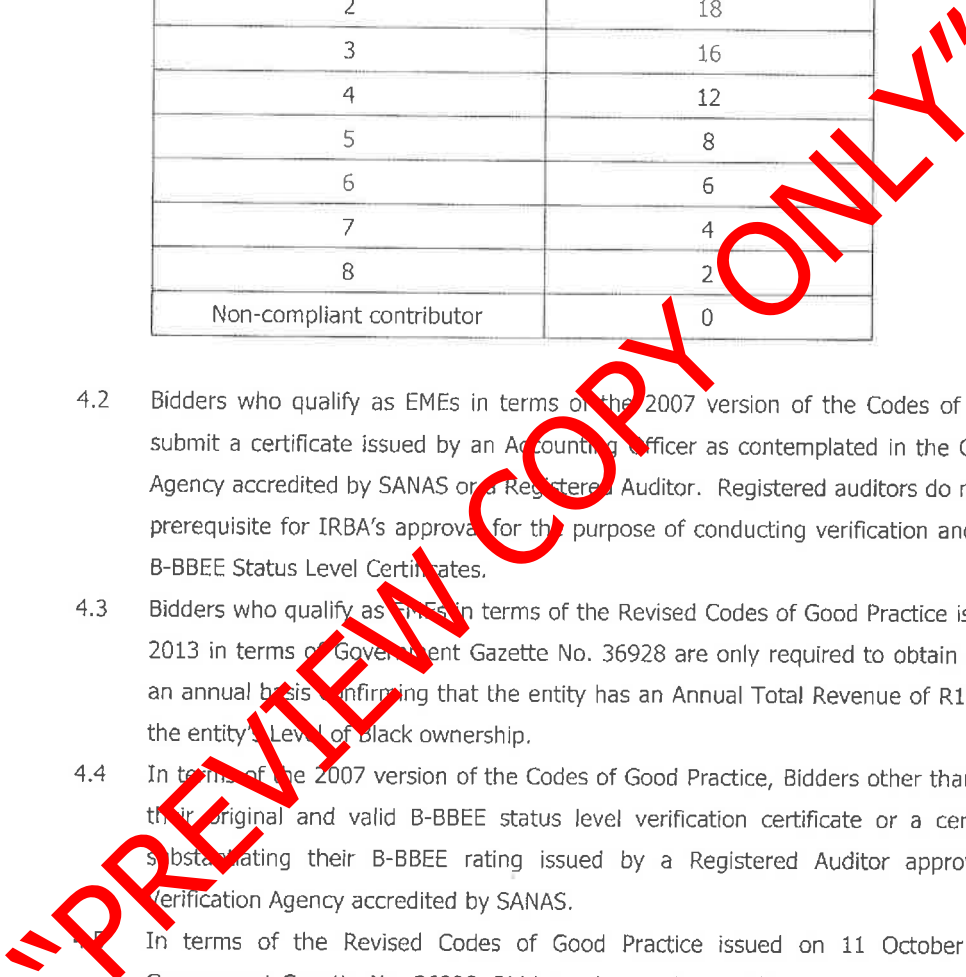 2 18
3 16
4 12
5 8
6 6
7 4
8 2
Non-compliant contributor 0
4.2 Bidders who qualify as EMEs in terms of the 2007 version of the Codes of
submit a certificate issued by an Accounting Officer as contemplated in the
Agency accredited by SANAS or a Registered Auditor. Registered auditors do
prerequisite for IRBA's approval for the purpose of conducting verification and
B-BBEE Status Level Certificates.
4.3 Bidders who qualify as EMEs in terms of the Revised Codes of Good Practice
2013 in terms of Government Gazette No. 36928 are only required to obtain
an annual basis confirming that the entity has an Annual Total Revenue of R1
the entity's Level of Black ownership.
4.4 In terms of the 2007 version of the Codes of Good Practice, Bidders other than
their original and valid B-BBEE status level verification certificate or a
substantiating their B-BBEE rating issued by a Registered Auditor
Verification Agency accredited by SANAS.
In terms of the Revised Codes of Good Practice issued on 11 October
"PREVIEW COPY ONLY"